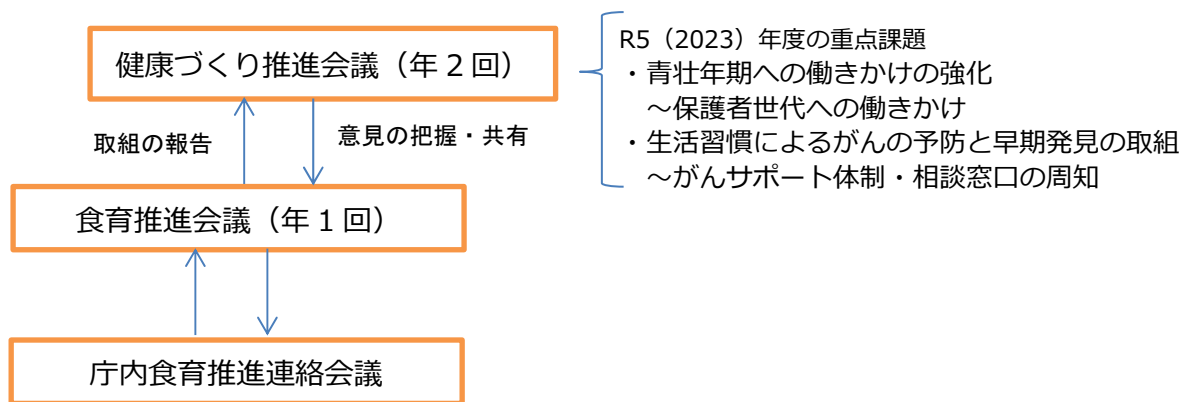 健康づくり推進会議（年２回）
R5（2023）年度の重点課題
・青壮年期への働きかけの強化
～保護者世代への働きかけ
・生活習慣によるがんの予防と早期発見の取組
～がんサポート体制・相談窓口の周知
取組の報告
意見の把握・共有
食育推進会議（年１回）
庁内食育推進連絡会議